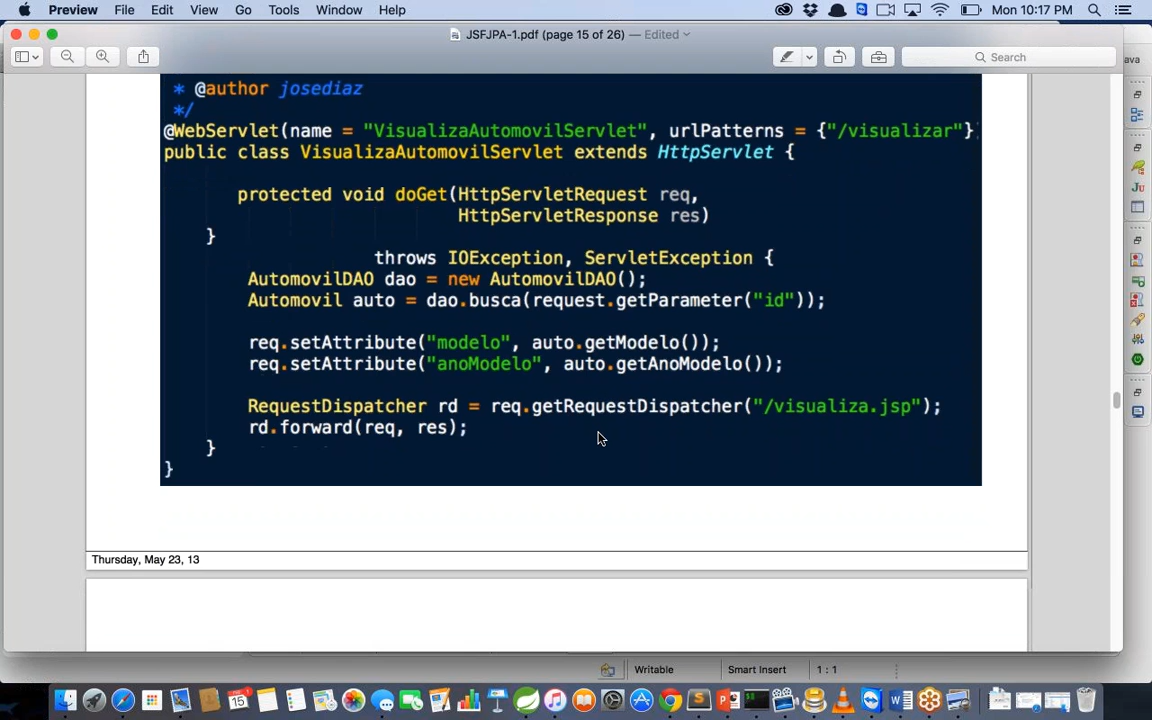 Preview File Edit View Go Tools Window Help Mon 10:17 PM
JSFJPA-1.pdf (page 15 of 26) — Edited
Search
ava
* @author josediaz
*/
@WebServlet(name = "VisualizaAutomovilServlet", urlPatterns = {"/visualizar"}
public class VisualizaAutomovilServlet extends HttpServlet {
protected void doGet(HttpServletRequest req,
HttpServletResponse res)
}
throws IOException, ServletException {
AutomovilDAO dao = new AutomovilDAO();
Automovil auto = dao.busca(request.getParameter("id"));
req.setAttribute("modelo", auto.getModelo());
req.setAttribute("anoModelo", auto.getAnoModelo());
RequestDispatcher rd = req.getRequestDispatcher("/visualiza.jsp");
rd.forward(req, res);
}
}
Thursday, May 23, 13
Ju
Writable Smart Insert 1 : 1
15